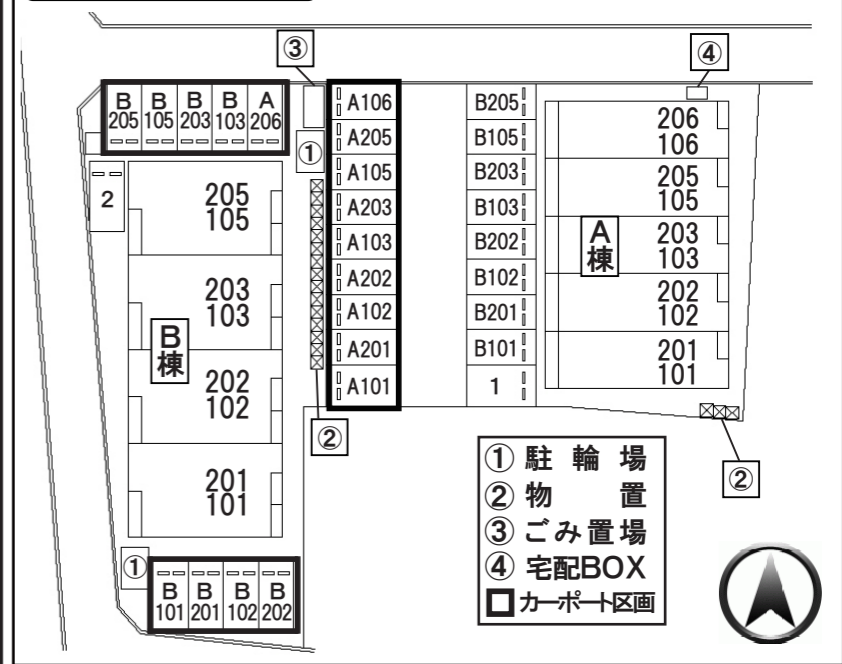 ③
④
B 205
B 105
B 203
B 103
A 206
①
2
205
105
203
103
B棟
202
102
201
101
①
B 101
B 201
B 102
B 202
A106
A205
A105
A203
A103
A202
A102
A201
A101
②
B205
B105
B203
B103
B202
B102
B201
B101
1
206
106
205
105
A棟
203
103
202
102
201
101
②
① 駐輪場
② 物置
③ ごみ置場
④ 宅配BOX
カーポート区画